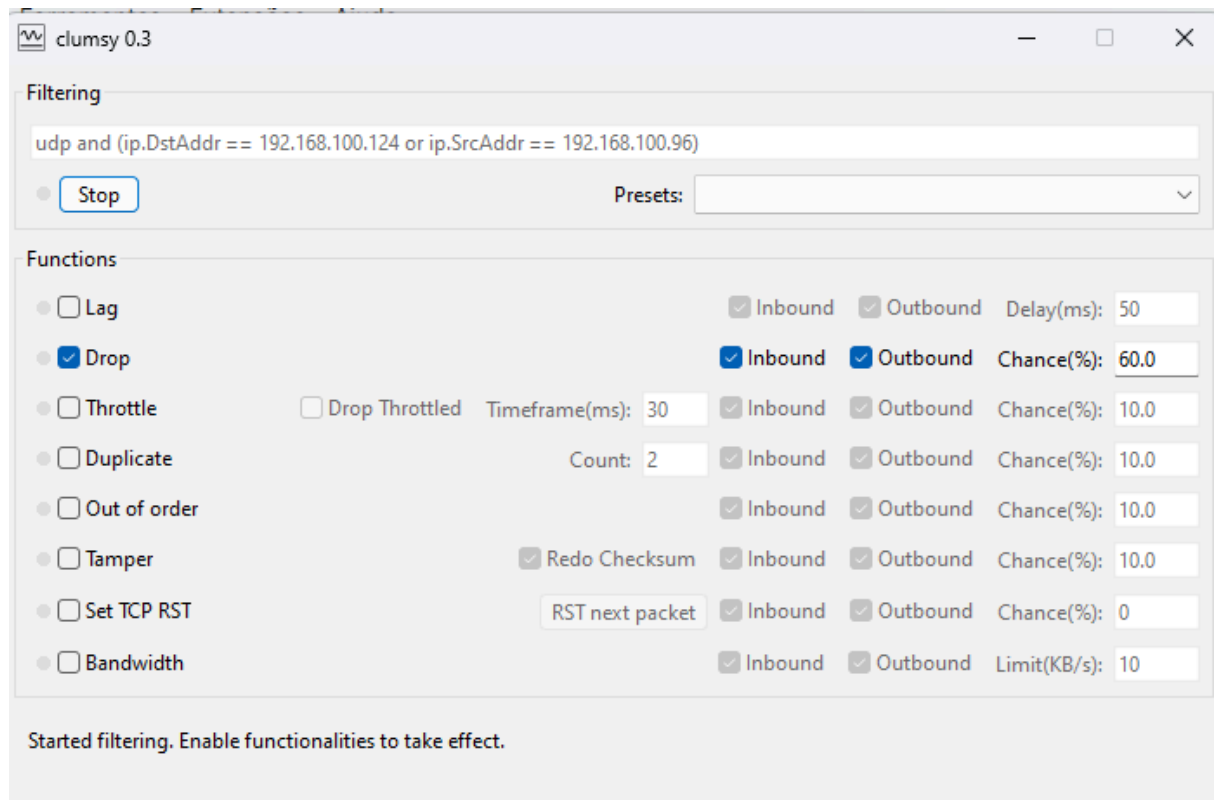 clumsy 0.3
Filtering
udp and (ip.DstAddr == 192.168.100.124 or ip.SrcAddr == 192.168.100.96)
Stop Presets:
Functions
Lag Inbound Outbound Delay(ms): 50
Drop Inbound Outbound Chance(%): 60.0
Throttle Drop Throttled Timeframe(ms): 30 Inbound Outbound Chance(%): 10.0
Duplicate Count: 2 Inbound Outbound Chance(%): 10.0
Out of order Inbound Outbound Chance(%): 10.0
Tamper Redo Checksum Inbound Outbound Chance(%): 10.0
Set TCP RST RST next packet Inbound Outbound Chance(%): 0
Bandwidth Inbound Outbound Limit(KB/s): 10
Started filtering. Enable functionalities to take effect.